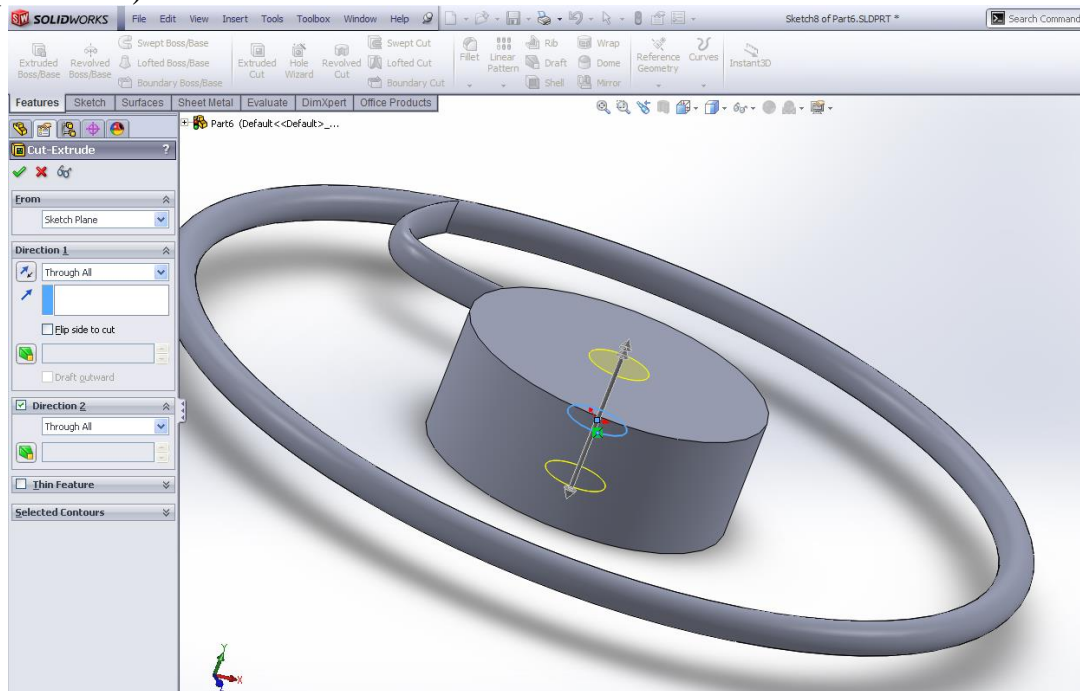 SOLIDWORKS File Edit View Insert Tools Toolbox Window Help Sketch8 of Part6.SLDPRT * Search Command
Extruded Boss/Base Revolved Boss/Base Swept Boss/Base Lofted Boss/Base Boundary Boss/Base Extruded Cut Hole Wizard Revolved Cut Swept Cut Lofted Cut Boundary Cut Fillet Linear Pattern Rib Draft Shell Wrap Dome Mirror Reference Geometry Curves Instant3D
Features Sketch Surfaces Sheet Metal Evaluate DimXpert Office Products
Part6 (Default<<Default>_...
Cut-Extrude ?
From
Sketch Plane
Direction 1
Through All
Flip side to cut
Draft outward
Direction 2
Through All
Thin Feature
Selected Contours
Y
X
Z